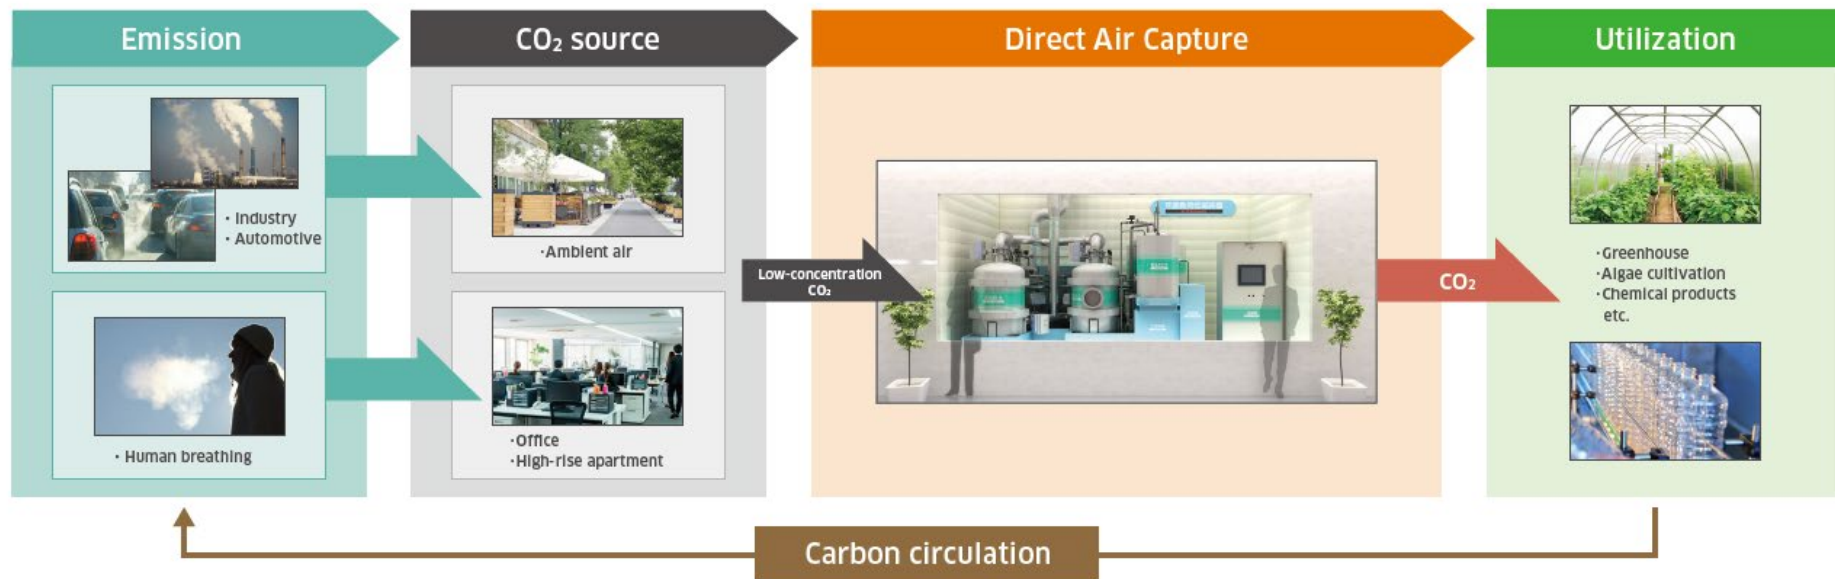 Emission
CO₂ source
Direct Air Capture
Utilization
・Industry
・Automotive
・Human breathing
・Ambient air
・Office
・High-rise apartment
Low-concentration
CO₂
CO₂
・Greenhouse
・Algae cultivation
・Chemical products
etc.
Carbon circulation